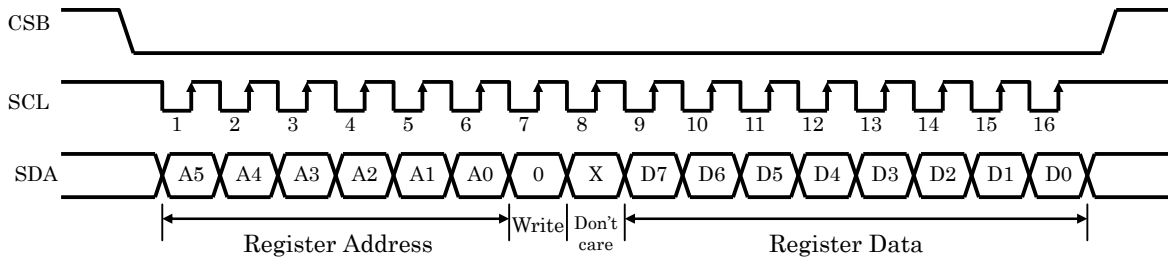 CSB
SCL
1 2 3 4 5 6 7 8 9 10 11 12 13 14 15 16
SDA A5 A4 A3 A2 A1 A0 0 X D7 D6 D5 D4 D3 D2 D1 D0
Register Address Write Don't care Register Data